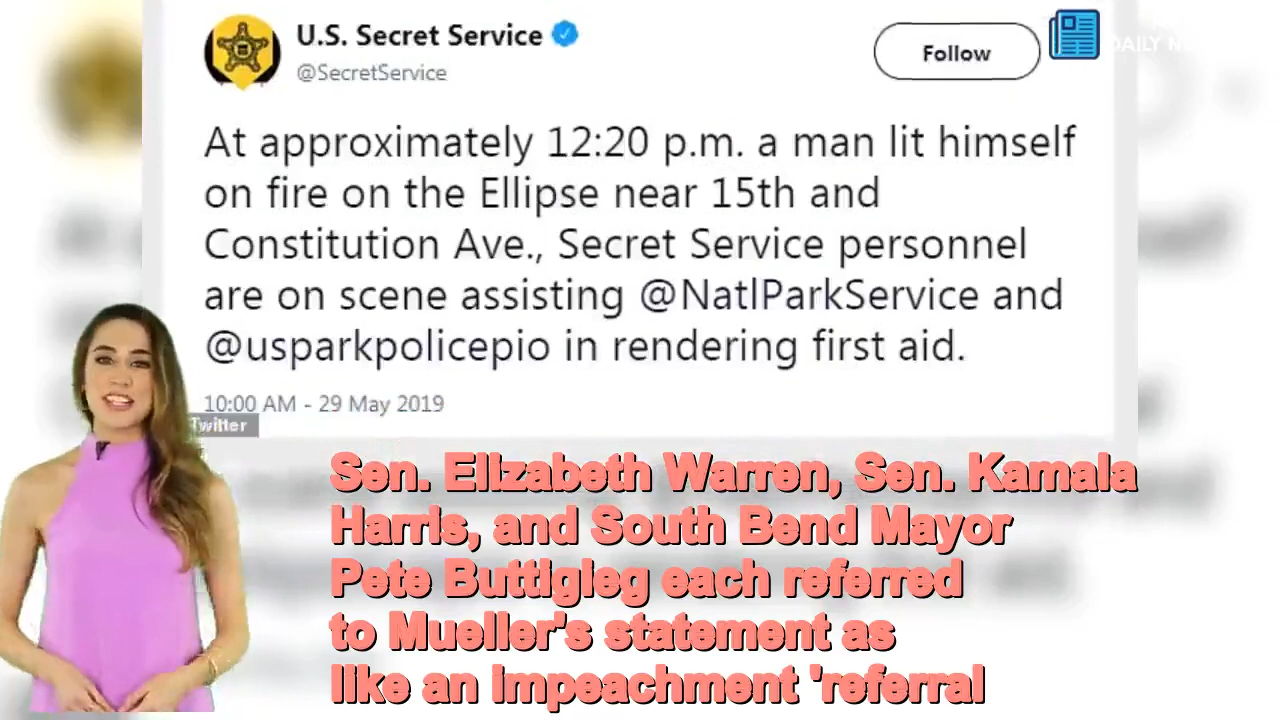 U.S. Secret Service
@SecretService
Follow
DAILY
At approximately 12:20 p.m. a man lit himself
on fire on the Ellipse near 15th and
Constitution Ave., Secret Service personnel
are on scene assisting @NatlParkService and
@usparkpolicepio in rendering first aid.
10:00 AM - 29 May 2019
Twitter
Sen. Elizabeth Warren, Sen. Kamala
Harris, and South Bend Mayor
Pete Buttigieg each referred
to Mueller's statement as
like an impeachment 'referral